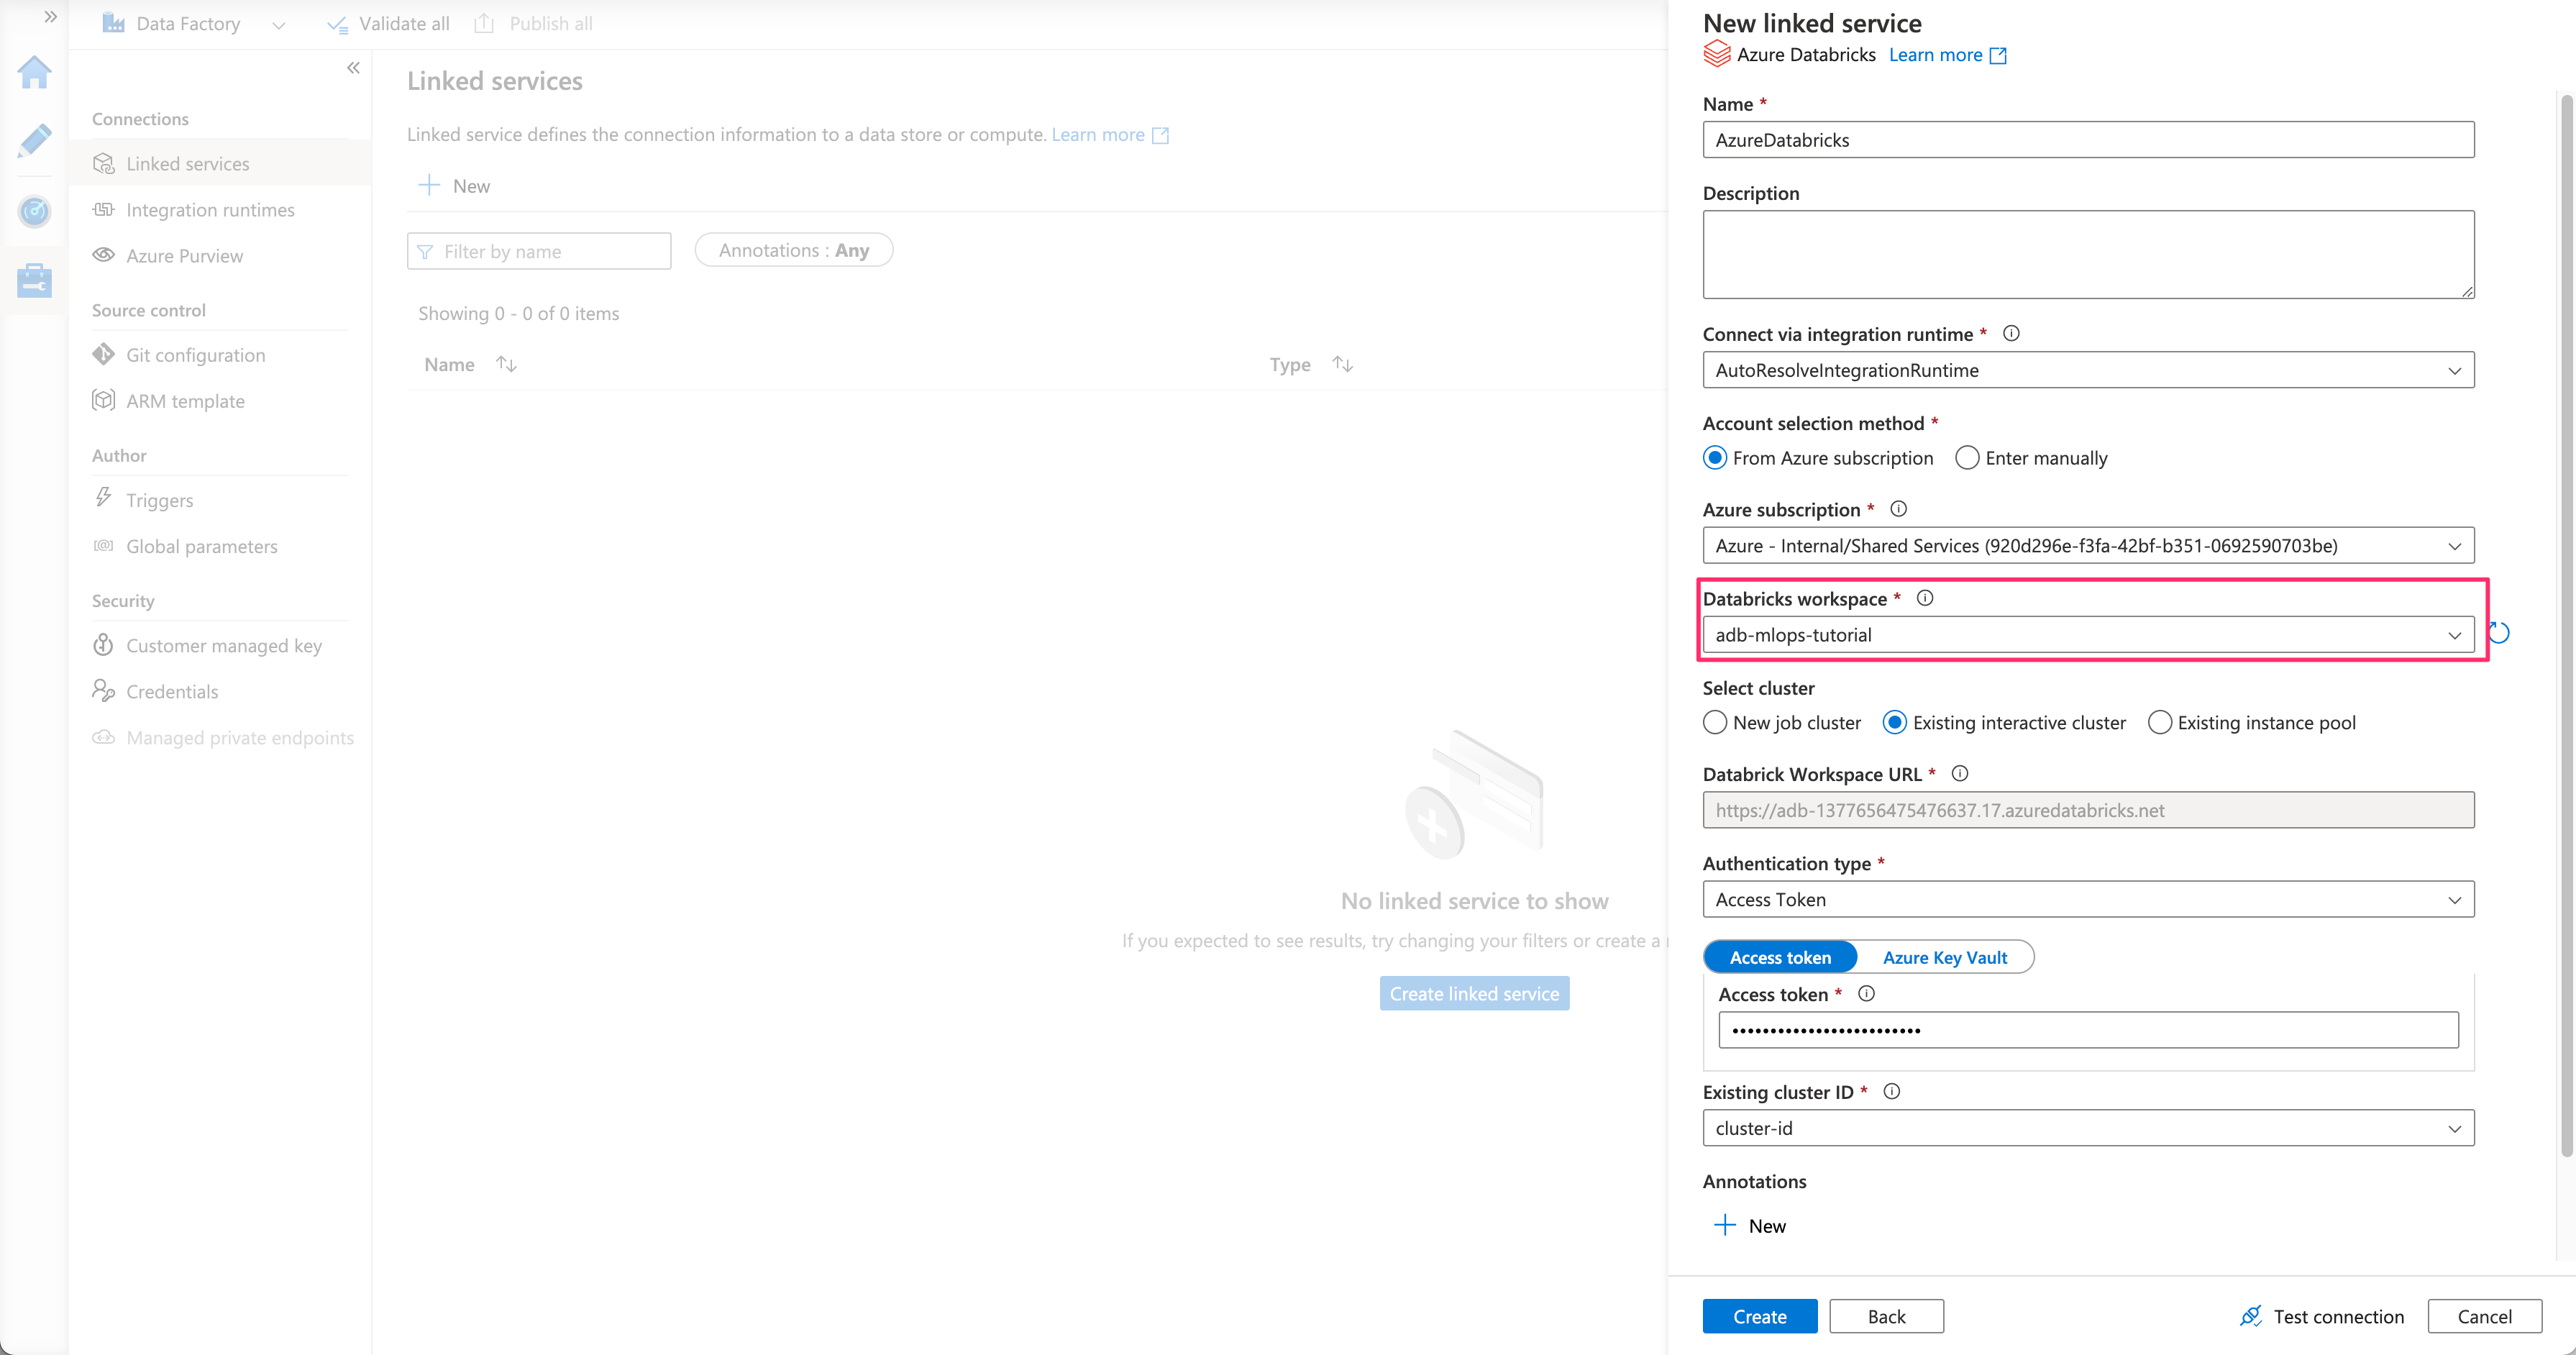 Data Factory
Validate all
Publish all
Connections
Linked services
Integration runtimes
Azure Purview
Source control
Git configuration
ARM template
Author
Triggers
Global parameters
Security
Customer managed key
Credentials
Managed private endpoints
Linked services
Linked service defines the connection information to a data store or compute. Learn more
New
Filter by name
Annotations : Any
Showing 0 - 0 of 0 items
Name
Type
No linked service to show
If you expected to see results, try changing your filters or create a
Create linked service
New linked service
Azure Databricks Learn more
Name *
AzureDatabricks
Description
Connect via integration runtime *
AutoResolveIntegrationRuntime
Account selection method *
From Azure subscription Enter manually
Azure subscription *
Azure - Internal/Shared Services (920d296e-f3fa-42bf-b351-0692590703be)
Databricks workspace *
adb-mlops-tutorial
Select cluster
New job cluster Existing interactive cluster Existing instance pool
Databrick Workspace URL *
https://adb-1377656475476637.17.azuredatabricks.net
Authentication type *
Access Token
Access token Azure Key Vault
Access token *
•••••••••••••••••••••••••
Existing cluster ID *
cluster-id
Annotations
New
Create Back Test connection Cancel